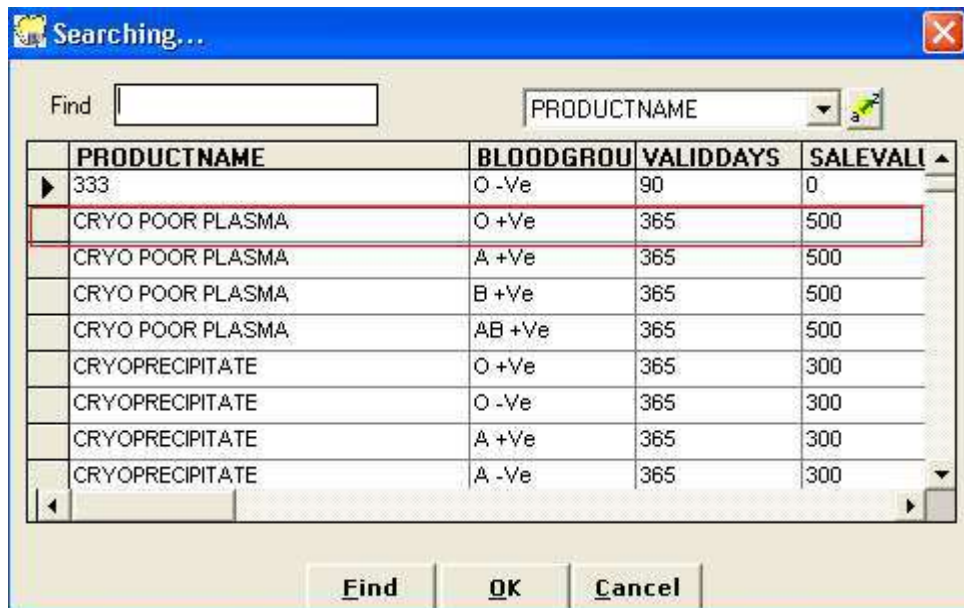 Searching...
Find PRODUCTNAME a z
PRODUCTNAME BLOODGROU VALIDDAYS SALEVALU
333 O -Ve 90 0
CRYO POOR PLASMA O +Ve 365 500
CRYO POOR PLASMA A +Ve 365 500
CRYO POOR PLASMA B +Ve 365 500
CRYO POOR PLASMA AB +Ve 365 500
CRYOPRECIPITATE O +Ve 365 300
CRYOPRECIPITATE O -Ve 365 300
CRYOPRECIPITATE A +Ve 365 300
CRYOPRECIPITATE A -Ve 365 300
Find OK Cancel